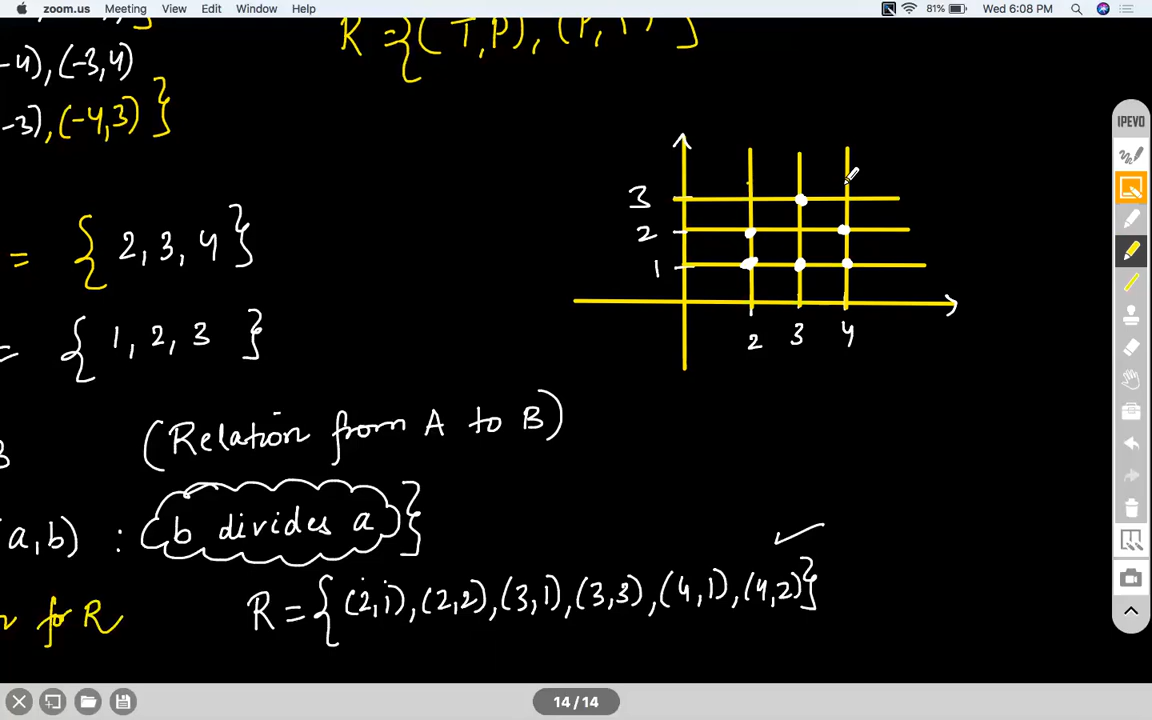 zoom.us Meeting View Edit Window Help 81% Wed 6:08 PM
R = {(T,P), (P,T)}
-4), (-3,4)
-3), (-4,3) }
IPEVO
3
2
1
2 3 4
= { 2, 3, 4 }
= { 1, 2, 3 }
B (Relation from A to B)
(a,b) : b divides a }
R = {(2,1), (2,2), (3,1), (3,3), (4,1), (4,2)}
for R
14 / 14